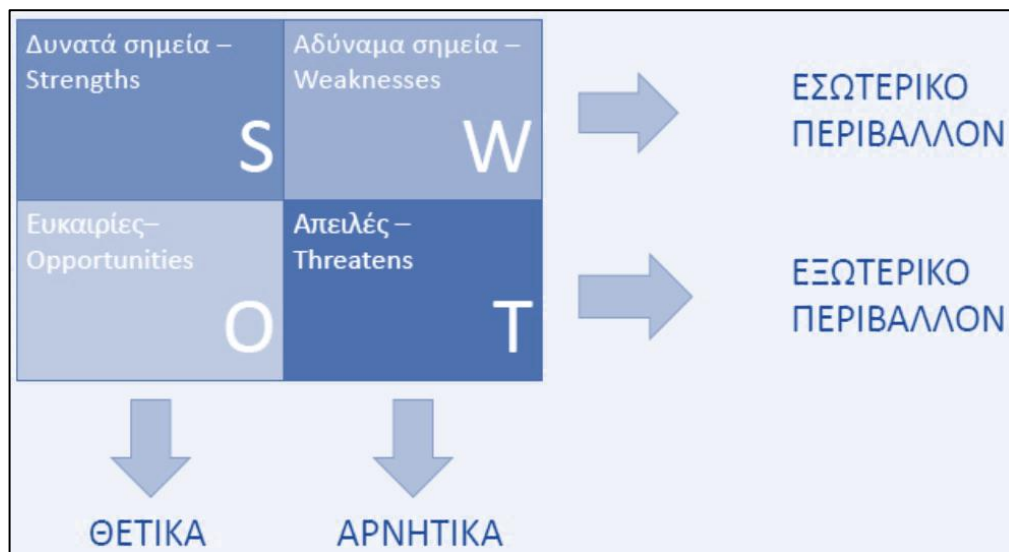 Δυνατά σημεία –
Strengths
S
Αδύναμα σημεία –
Weaknesses
W
ΕΣΩΤΕΡΙΚΟ
ΠΕΡΙΒΑΛΛΟΝ
Ευκαιρίες–
Opportunities
O
Απειλές –
Threatens
T
ΕΞΩΤΕΡΙΚΟ
ΠΕΡΙΒΑΛΛΟΝ
ΘΕΤΙΚΑ
ΑΡΝΗΤΙΚΑ